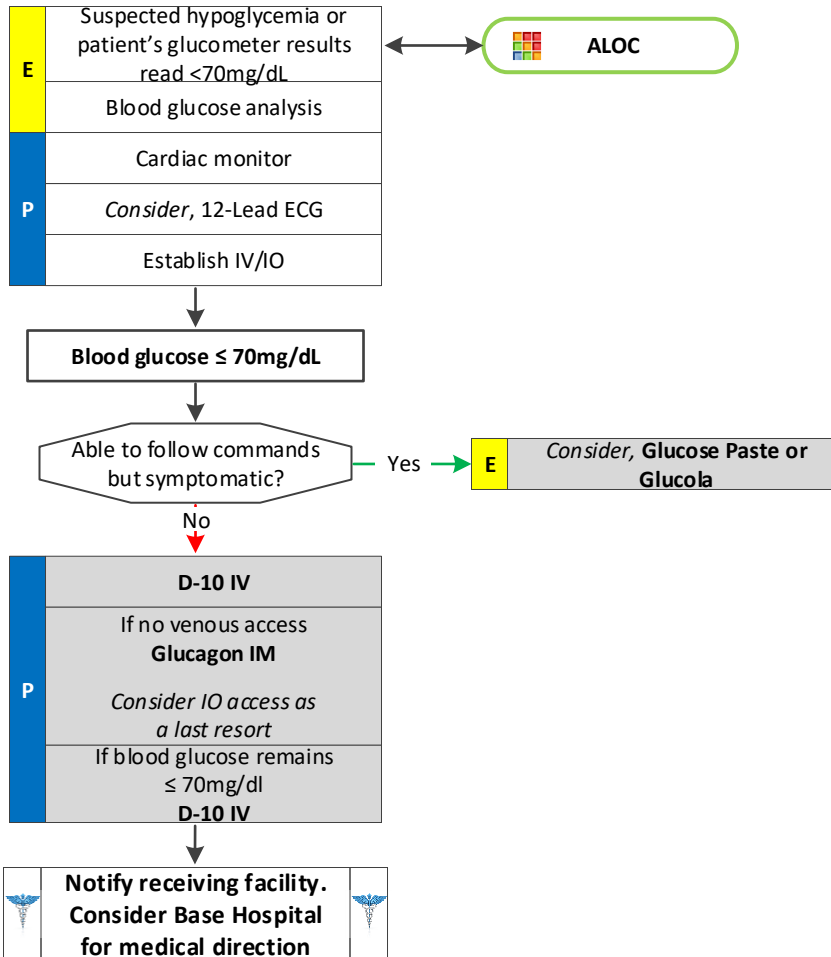 Suspected hypoglycemia or
patient's glucometer results
read <70mg/dL
E
ALOC
Blood glucose analysis
Cardiac monitor
P
Consider, 12-Lead ECG
Establish IV/IO
Blood glucose ≤ 70mg/dL
Able to follow commands
but symptomatic?
Yes
E
Consider, Glucose Paste or
Glucola
No
D-10 IV
If no venous access
Glucagon IM
P
Consider IO access as
a last resort
If blood glucose remains
≤ 70mg/dl
D-10 IV
Notify receiving facility.
Consider Base Hospital
for medical direction